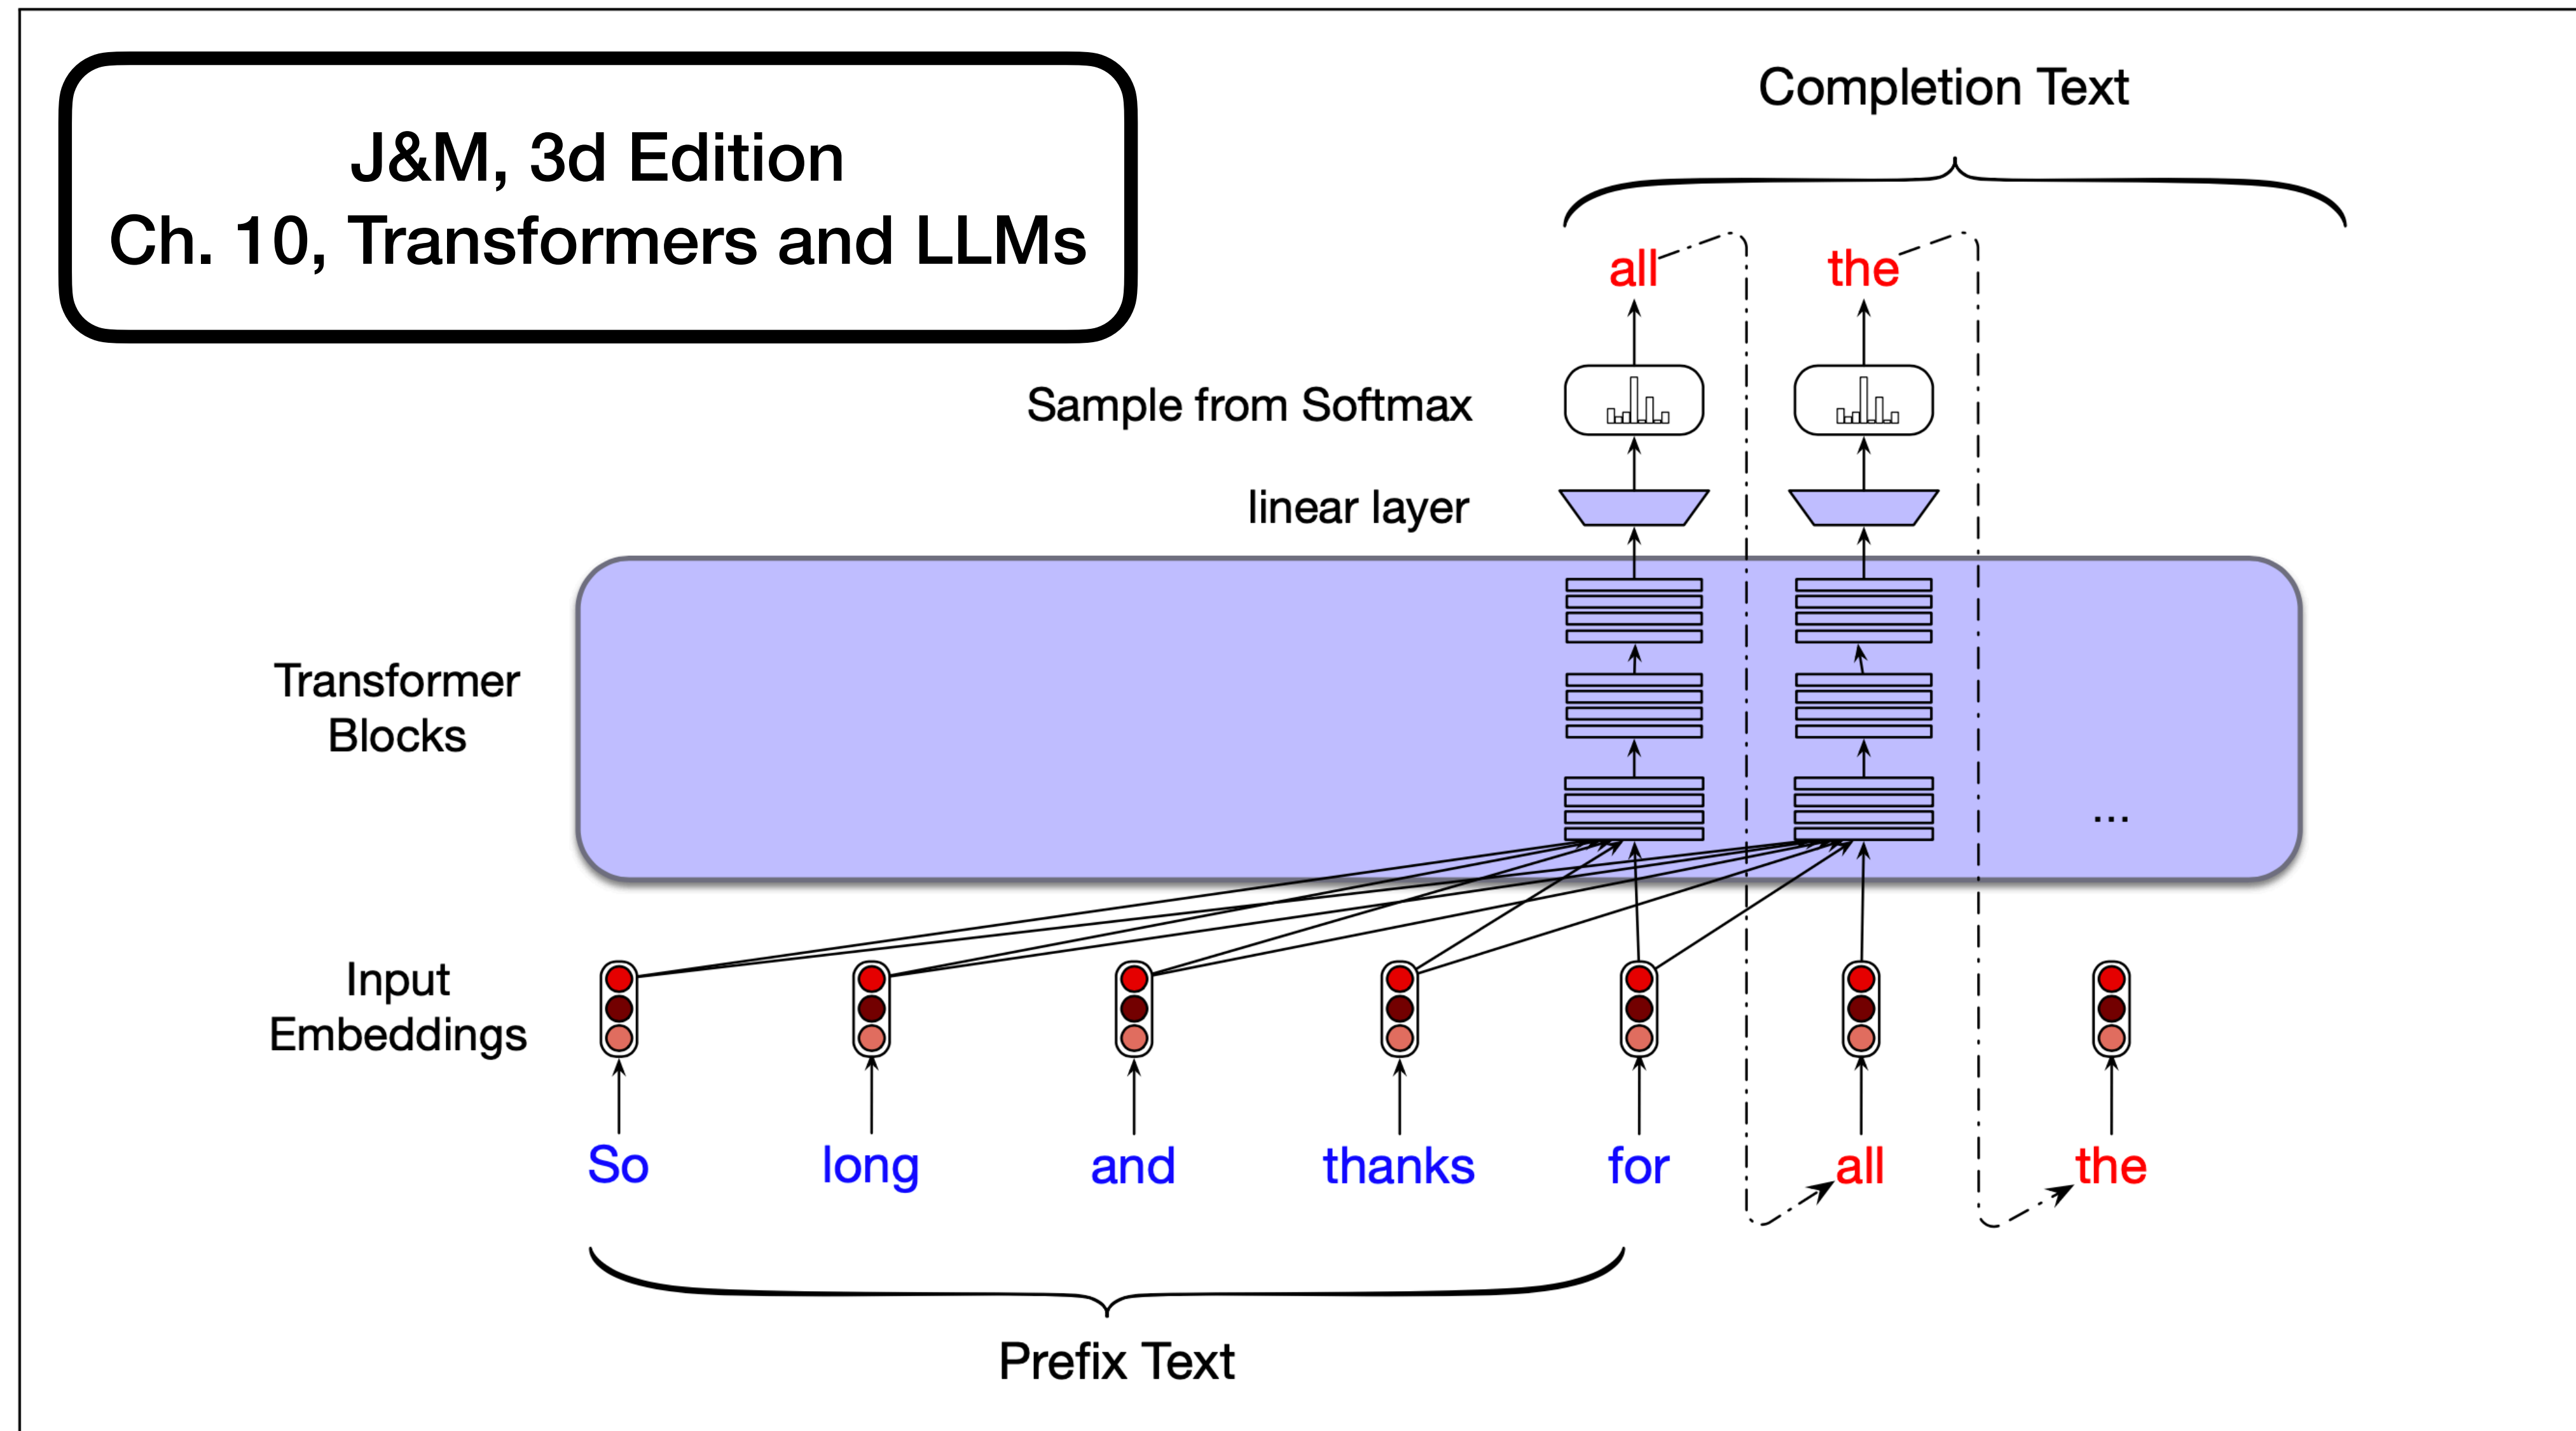 J&M, 3d Edition
Ch. 10, Transformers and LLMs
Completion Text
all the
Sample from Softmax
linear layer
Transformer
Blocks
...
Input
Embeddings
So long and thanks for all the
Prefix Text